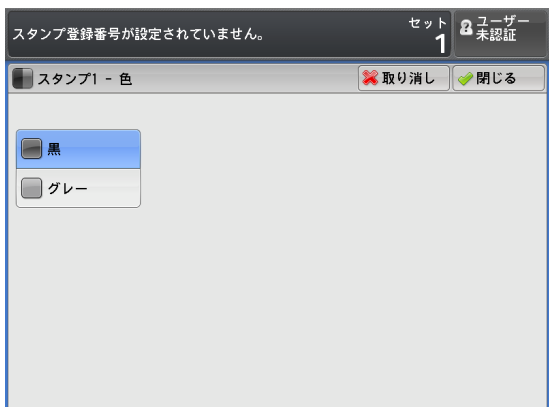 スタンプ登録番号が設定されていません。
セット
1
ユーザー
未認証
スタンプ1 - 色
取り消し
閉じる
黒
グレー